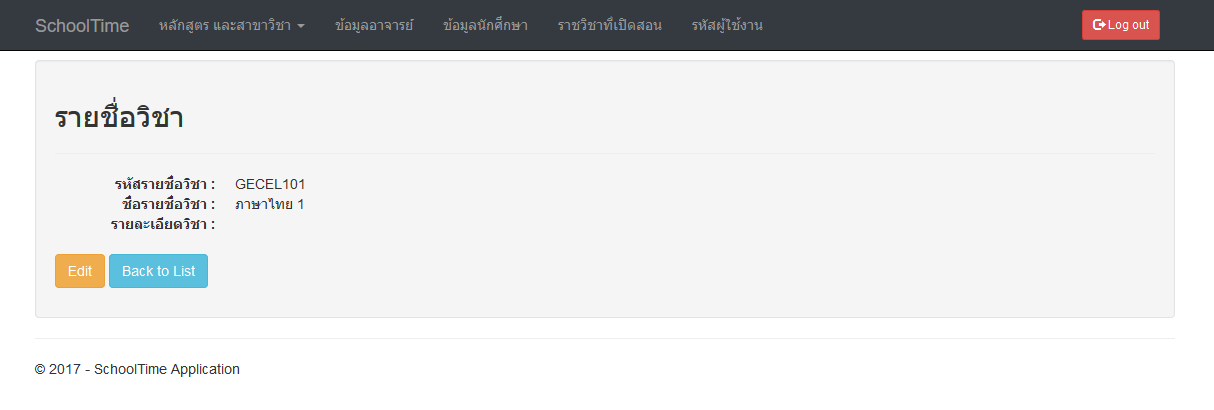 SchoolTime หลักสูตร และสาขาวิชา ข้อมูลอาจารย์ ข้อมูลนักศึกษา ราชวิชาที่เปิดสอน รหัสผู้ใช้งาน Log out
รายชื่อวิชา
รหัสรายชื่อวิชา : GECEL101
ชื่อรายชื่อวิชา : ภาษาไทย 1
รายละเอียดวิชา :
Edit Back to List
© 2017 - SchoolTime Application